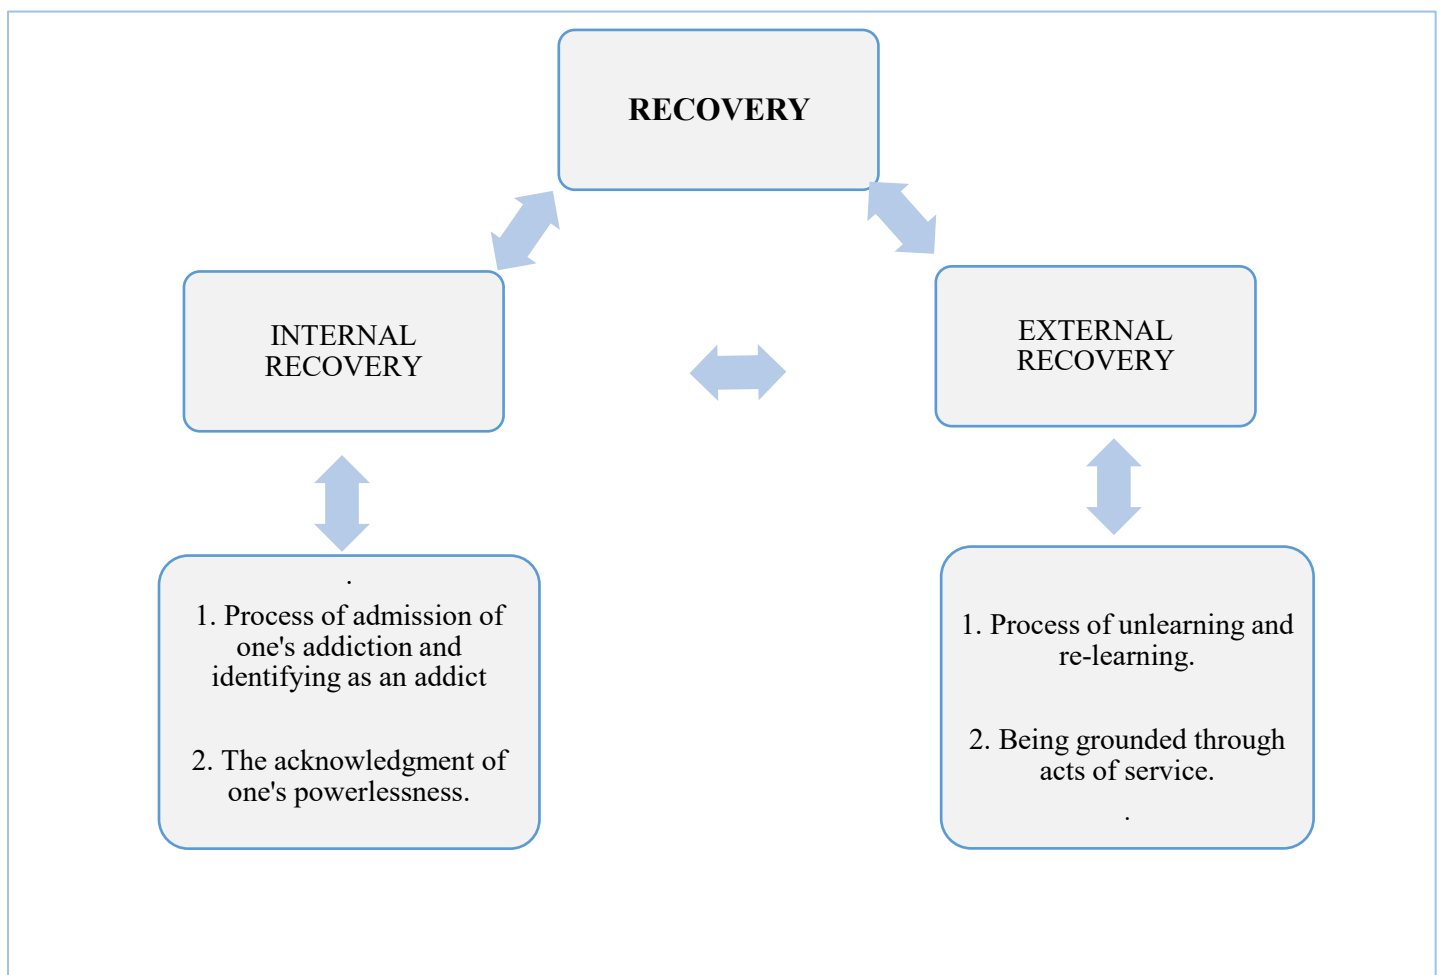 RECOVERY
INTERNAL
RECOVERY
EXTERNAL
RECOVERY
.
1. Process of admission of
one's addiction and
identifying as an addict
2. The acknowledgment of
one's powerlessness.
1. Process of unlearning and
re-learning.
2. Being grounded through
acts of service.
.